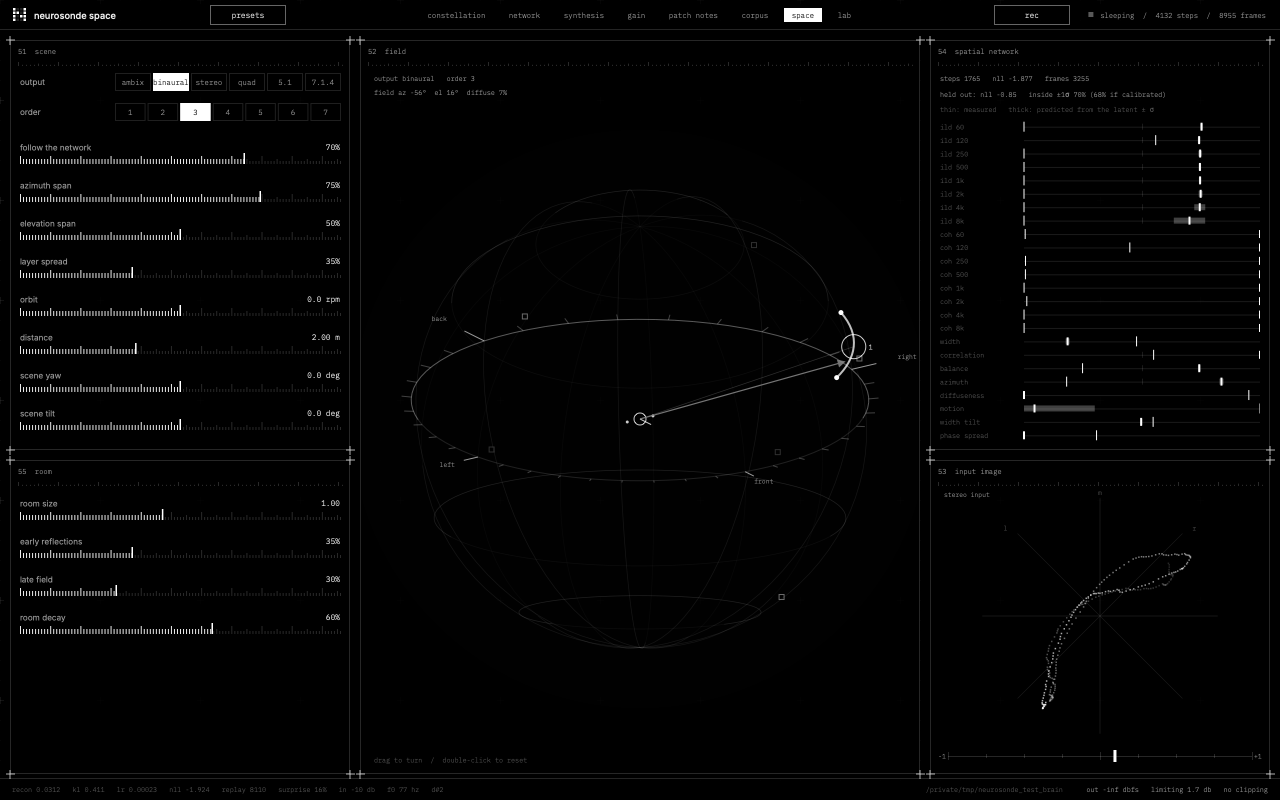 neurosonde space
presets
constellation network synthesis gain patch notes corpus space lab
rec
sleeping / 4132 steps / 8955 frames
51 scene
output ambix binaural stereo quad 5.1 7.1.4
order 1 2 3 4 5 6 7
follow the network 70%
azimuth span 75%
elevation span 50%
layer spread 35%
orbit 0.0 rpm
distance 2.00 m
scene yaw 0.0 deg
scene tilt 0.0 deg
55 room
room size 1.00
early reflections 35%
late field 30%
room decay 60%
52 field
output binaural order 3
field az -56° el 16° diffuse 7%
back
right
left
front
1
drag to turn / double-click to reset
54 spatial network
steps 1765 nll -1.877 frames 3255
held out: nll -0.85 inside ±1σ 70% (68% if calibrated)
thin: measured thick: predicted from the latent ± σ
ild 60
ild 120
ild 250
ild 500
ild 1k
ild 2k
ild 4k
ild 8k
coh 60
coh 120
coh 250
coh 500
coh 1k
coh 2k
coh 4k
coh 8k
width
correlation
balance
azimuth
diffuseness
motion
width tilt
phase spread
53 input image
stereo input
m
l
r
-1
+1
recon 0.0312 kl 0.411 lr 0.00023 nll -1.924 replay 8110 surprise 168 in -10 db f0 77 hz d#2
/private/tmp/neurosonde_test_brain out -inf dbfs limiting 1.7 db no clipping